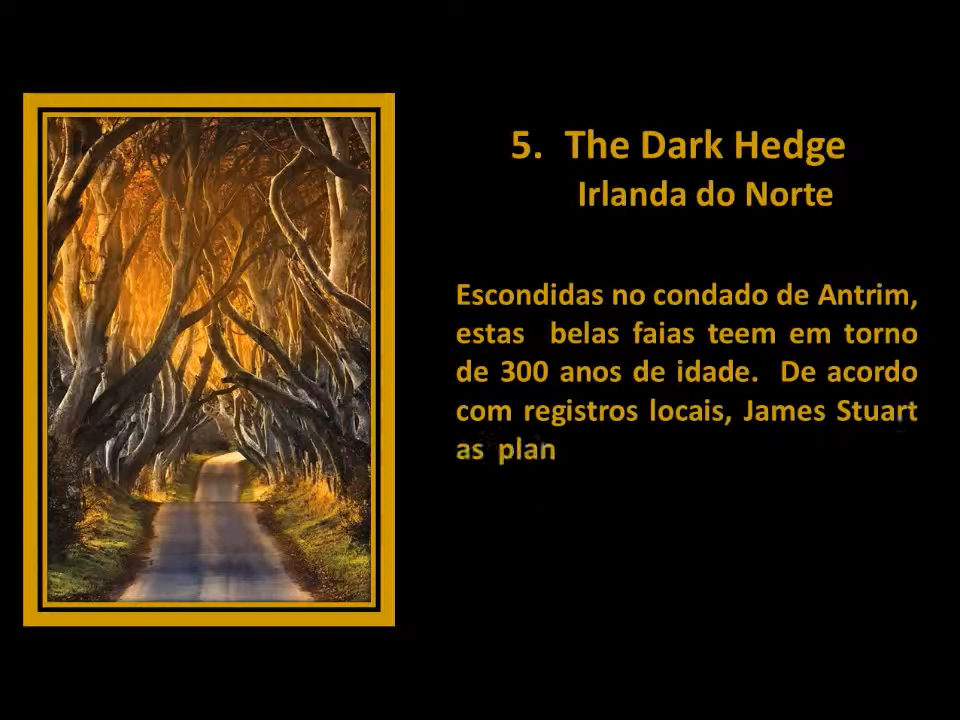 5. The Dark Hedge
Irlanda do Norte
Escondidas no condado de Antrim,
estas belas faias teem em torno
de 300 anos de idade. De acordo
com registros locais, James Stuart
as plan